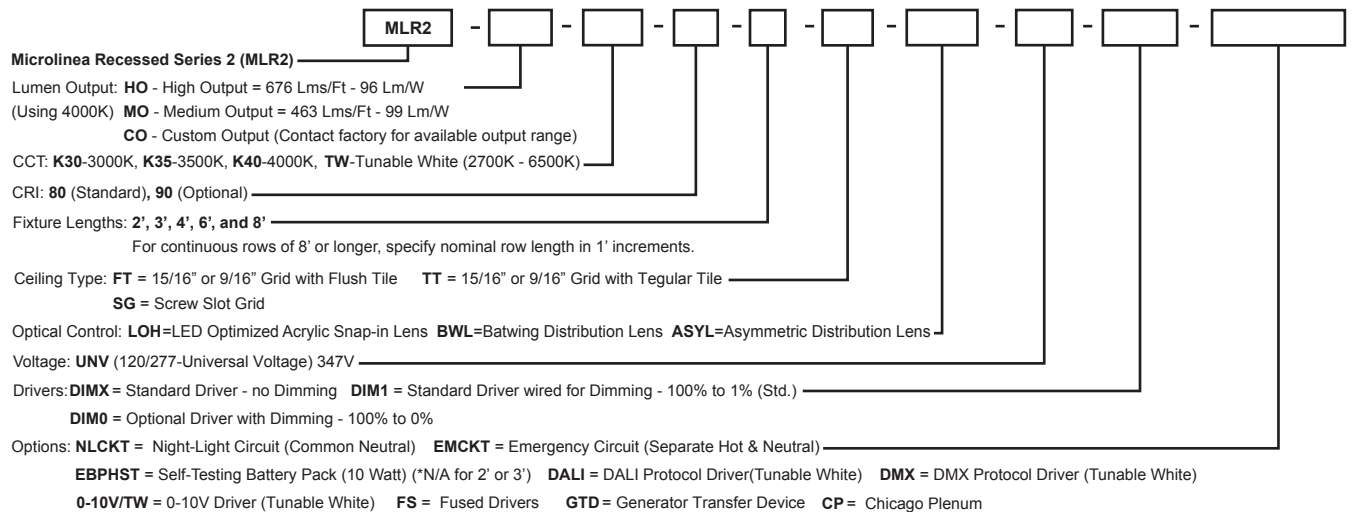 MLR2 - - - - - - - - -
Microlinea Recessed Series 2 (MLR2)
Lumen Output: HO - High Output = 676 Lms/Ft - 96 Lm/W
(Using 4000K) MO - Medium Output = 463 Lms/Ft - 99 Lm/W
CO - Custom Output (Contact factory for available output range)
CCT: K30-3000K, K35-3500K, K40-4000K, TW-Tunable White (2700K - 6500K)
CRI: 80 (Standard), 90 (Optional)
Fixture Lengths: 2’, 3’, 4’, 6’, and 8’
For continuous rows of 8’ or longer, specify nominal row length in 1’ increments.
Ceiling Type: FT = 15/16” or 9/16” Grid with Flush Tile TT = 15/16” or 9/16” Grid with Tegular Tile
SG = Screw Slot Grid
Optical Control: LOH=LED Optimized Acrylic Snap-in Lens BWL=Batwing Distribution Lens ASYL=Asymmetric Distribution Lens
Voltage: UNV (120/277-Universal Voltage) 347V
Drivers: DIMX = Standard Driver - no Dimming DIM1 = Standard Driver wired for Dimming - 100% to 1% (Std.)
DIM0 = Optional Driver with Dimming - 100% to 0%
Options: NLCKT = Night-Light Circuit (Common Neutral) EMCKT = Emergency Circuit (Separate Hot & Neutral)
EBPHST = Self-Testing Battery Pack (10 Watt) (*N/A for 2’ or 3’) DALI = DALI Protocol Driver(Tunable White) DMX = DMX Protocol Driver (Tunable White)
0-10V/TW = 0-10V Driver (Tunable White) FS = Fused Drivers GTD = Generator Transfer Device CP = Chicago Plenum